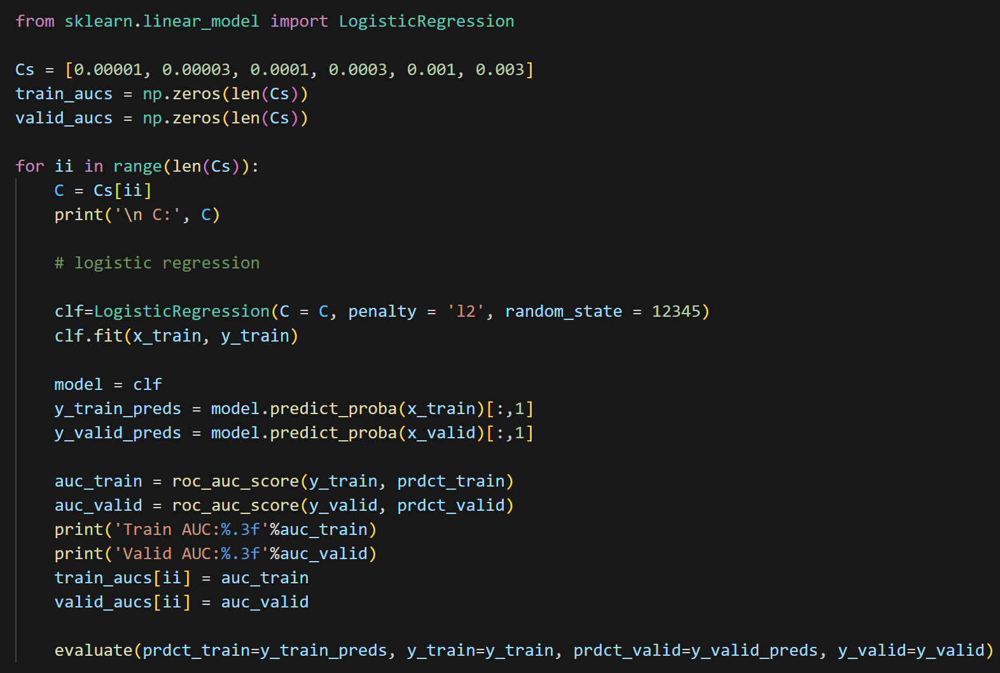 from sklearn.linear_model import LogisticRegression
Cs = [0.00001, 0.00003, 0.0001, 0.0003, 0.001, 0.003]
train_aucs = np.zeros(len(Cs))
valid_aucs = np.zeros(len(Cs))
for ii in range(len(Cs)):
    C = Cs[ii]
    print('\n C:', C)
    # logistic regression
    clf=LogisticRegression(C = C, penalty = 'l2', random_state = 12345)
    clf.fit(x_train, y_train)
    model = clf
    y_train_preds = model.predict_proba(x_train)[:,1]
    y_valid_preds = model.predict_proba(x_valid)[:,1]
    auc_train = roc_auc_score(y_train, prdct_train)
    auc_valid = roc_auc_score(y_valid, prdct_valid)
    print('Train AUC:%.3f'%auc_train)
    print('Valid AUC:%.3f'%auc_valid)
    train_aucs[ii] = auc_train
    valid_aucs[ii] = auc_valid
    evaluate(prdct_train=y_train_preds, y_train=y_train, prdct_valid=y_valid_preds, y_valid=y_valid)